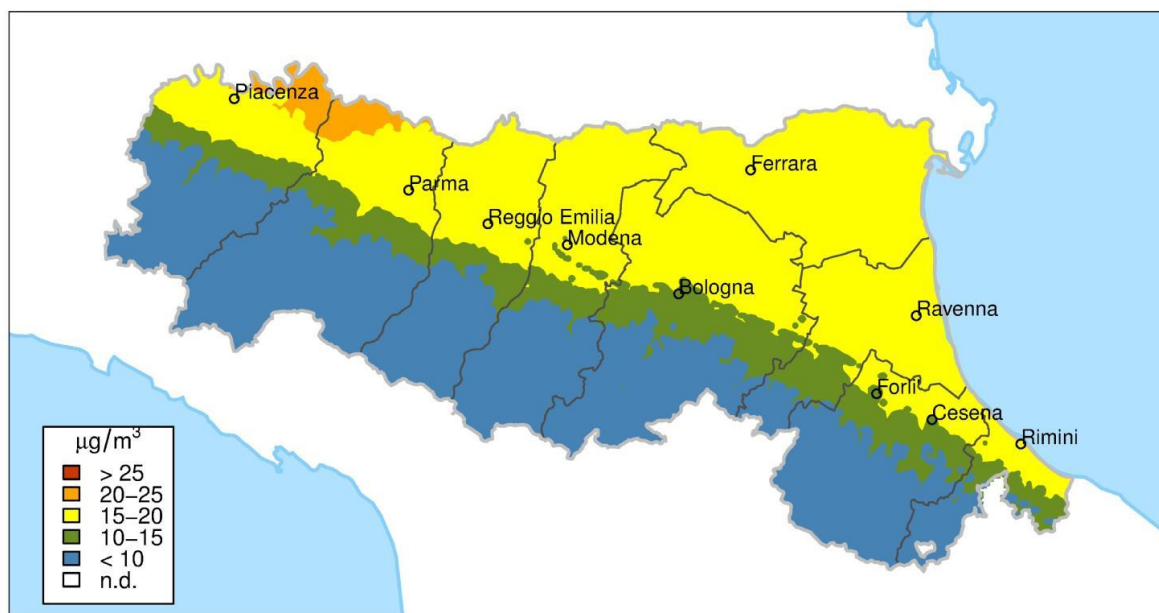 Piacenza
Parma
Reggio Emilia
Modena
Ferrara
Bologna
Ravenna
Forlì
Cesena
Rimini
μg/m³
> 25
20−25
15−20
10−15
< 10
n.d.